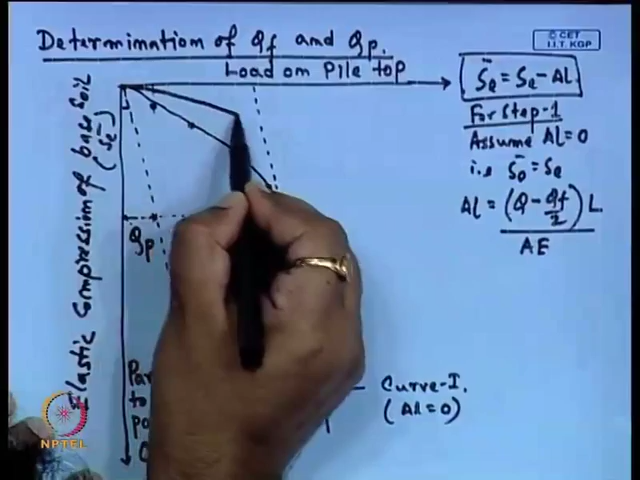 Determination of Qf and Qp.
© CET
I.I.T. KGP
Load on Pile top
S̄e = Se - Δl
For Step-1
Assume Δl = 0
i.e S̄e = Se
Δl = (Q - Qf/2) L
AE
Elastic Compression of base soil
(S̄e)
Qp
Curve-I.
(Δl = 0)
NPTEL